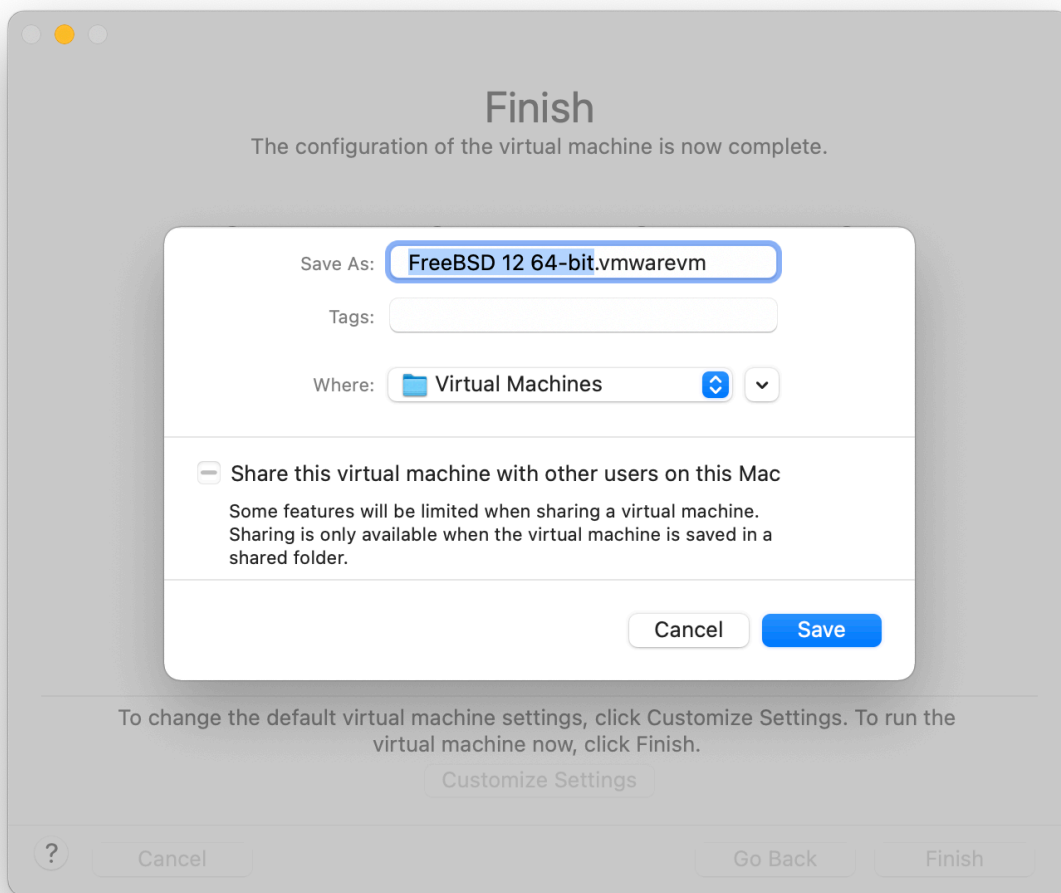 Finish
The configuration of the virtual machine is now complete.
Save As: FreeBSD 12 64-bit.vmwarevm
Tags:
Where: Virtual Machines
Share this virtual machine with other users on this Mac
Some features will be limited when sharing a virtual machine.
Sharing is only available when the virtual machine is saved in a
shared folder.
Cancel Save
To change the default virtual machine settings, click Customize Settings. To run the
virtual machine now, click Finish.
Customize Settings
? Cancel Go Back Finish